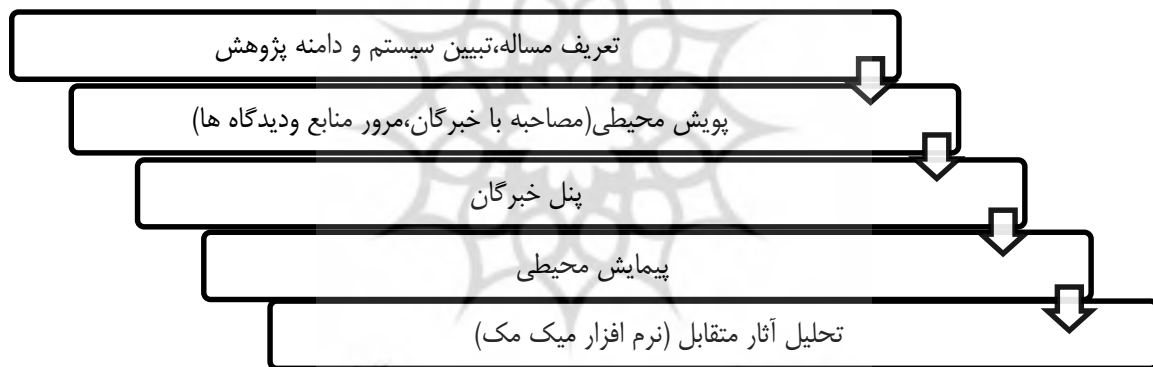 تعریف مساله،تبیین سیستم و دامنه پژوهش
پویش محیطی(مصاحبه با خبرگان،مرور منابع ودیدگاه ها)
پنل خبرگان
پیمایش محیطی
تحلیل آثار متقابل (نرم افزار میک مک)